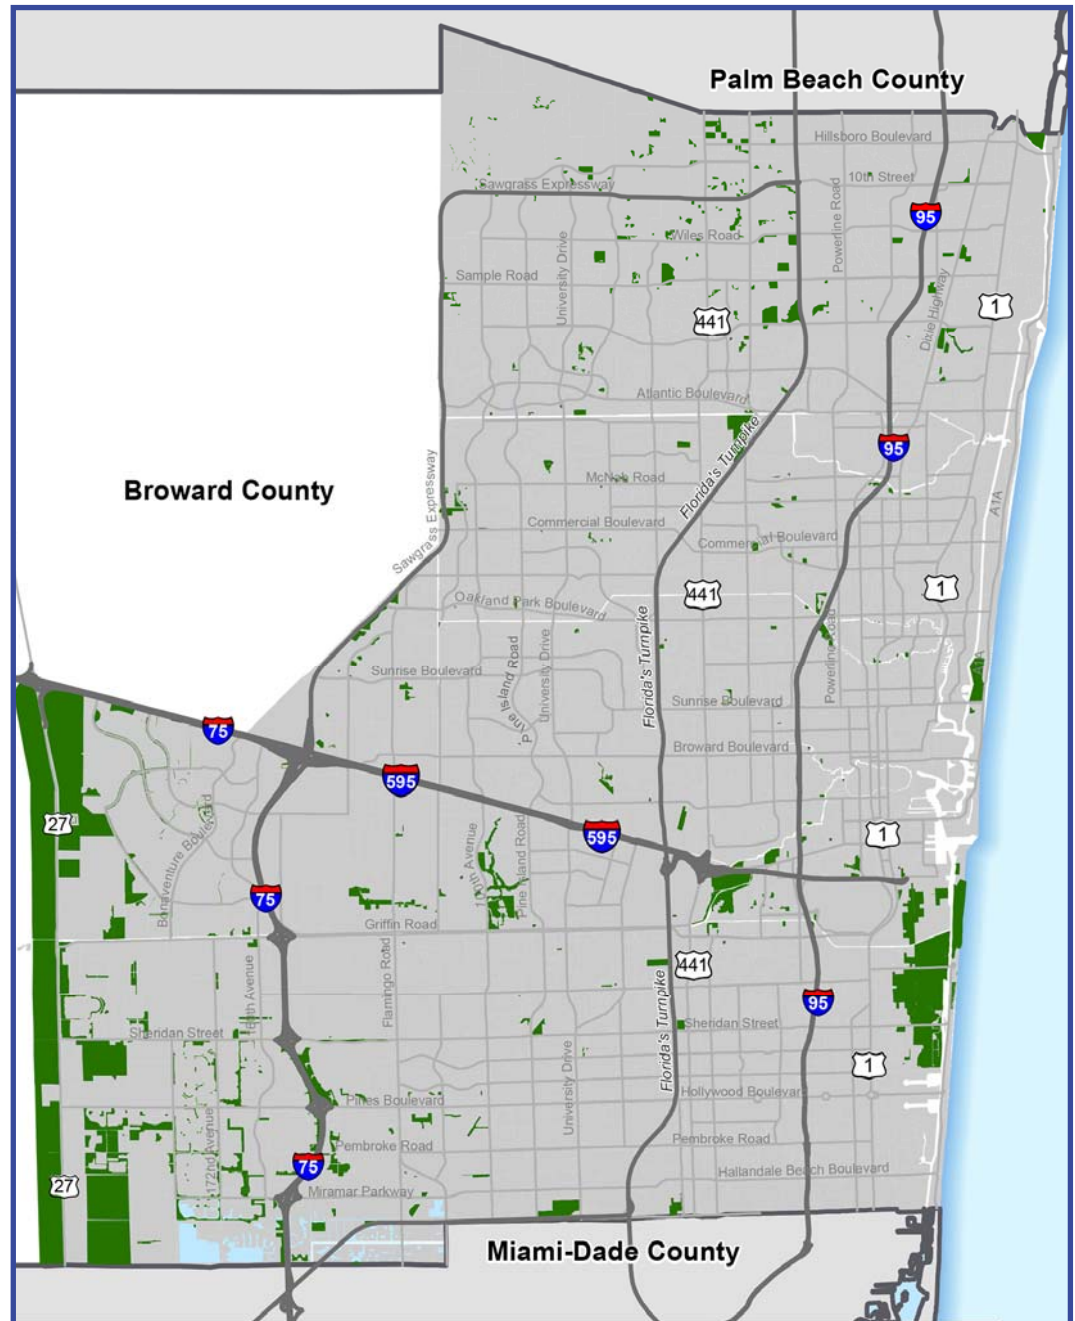 Palm Beach County
Hillsboro Boulevard
10th Street
Sawgrass Expressway
Powerline Road
95
Wiles Road
University Drive
Sample Road
1
441
Dixie Highway
Atlantic Boulevard
Florida's Turnpike
95
Sawgrass Expressway
McNab Road
Broward County
A1A
Commercial Boulevard
Commercial Boulevard
1
441
Oakland Park Boulevard
Florida's Turnpike
Powerline Road
Pine Island Road
University Drive
Sunrise Boulevard
Sunrise Boulevard
75
Broward Boulevard
595
27
595
1
Bonaventure Boulevard
100th Avenue
Pine Island Road
75
Griffin Road
441
Flamingo Road
Florida's Turnpike
95
Sheridan Street
Sheridan Street
1
University Drive
Hollywood Boulevard
Pines Boulevard
172nd Avenue
Pembroke Road
Pembroke Road
75
Hallandale Beach Boulevard
27
Miramar Parkway
Miami-Dade County